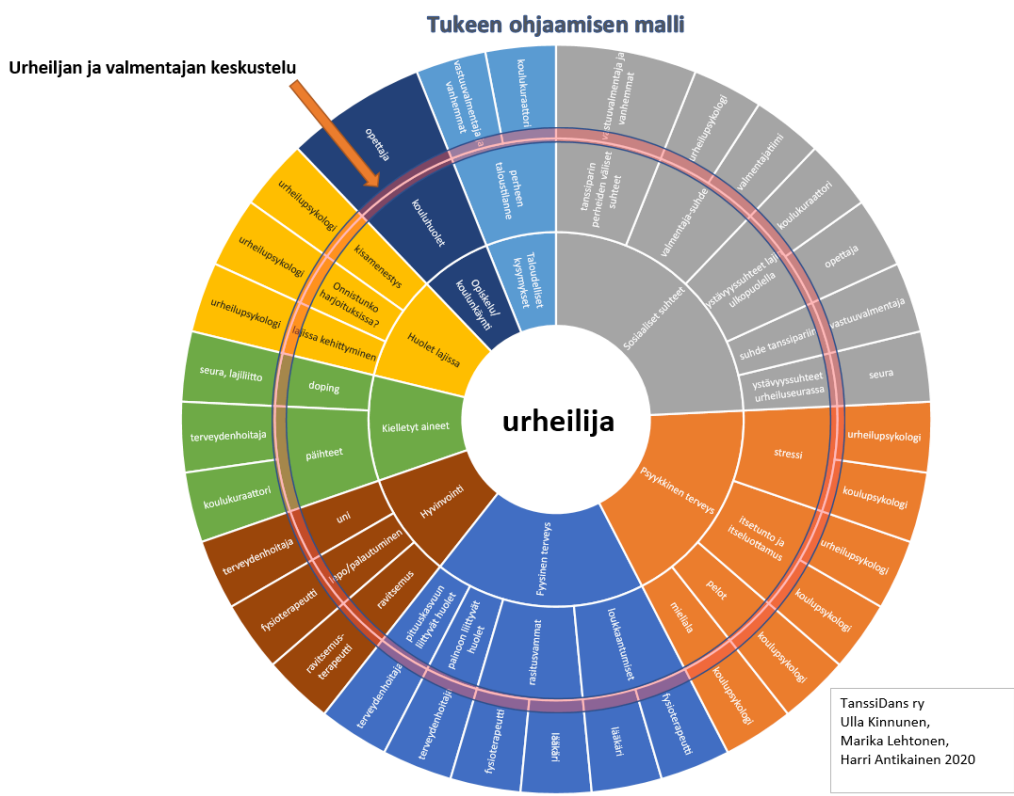 Tukeen ohjaamisen malli
Urheiljan ja valmentajan keskustelu
urheilija
Sosiaaliset suhteet
tanssiparin
perheiden väliset
suhteet
vastuuvalmentaja ja
vanhemmat
valmentaja-suhde
urheilupsykologi
valmentajatiimi
ystävyyssuhteet laji
ulkopuolella
koulukuraattori
opettaja
suhde tanssipariin
vastuuvalmentaja
ystävyyssuhteet
urheiluseurassa
seura
Psyykkinen terveys
stressi
urheilupsykologi
koulupsykologi
itsetunto ja
itseluottamus
urheilupsykologi
koulupsykologi
pelot
koulupsykologi
mieliala
koulupsykologi
Fyysinen terveys
loukkaantumiset
fysioterapeutti
lääkäri
rasitusvammat
lääkäri
fysioterapeutti
painoon liittyvät
huolet
terveydenhoitaja
pituuskasvuun
liittyvät huolet
terveydenhoitaja
Hyvinvointi
ravitsemus
ravitsemus-
terapeutti
lepo/palautuminen
fysioterapeutti
uni
terveydenhoitaja
Kielletyt aineet
päihteet
koulukuraattori
terveydenhoitaja
doping
seura, lajiliitto
Huolet lajissa
lajissa kehittyminen
urheilupsykologi
Onnistunko
harjoituksissa?
urheilupsykologi
kisamenestys
urheilupsykologi
Opiskelu/
koulunkäynti
kouluhuolet
opettaja
Taloudelliset
kysymykset
perheen
taloustilanne
vastuuvalmentaja ja
vanhemmat
koulukuraattori
TanssiDans ry
Ulla Kinnunen,
Marika Lehtonen,
Harri Antikainen 2020